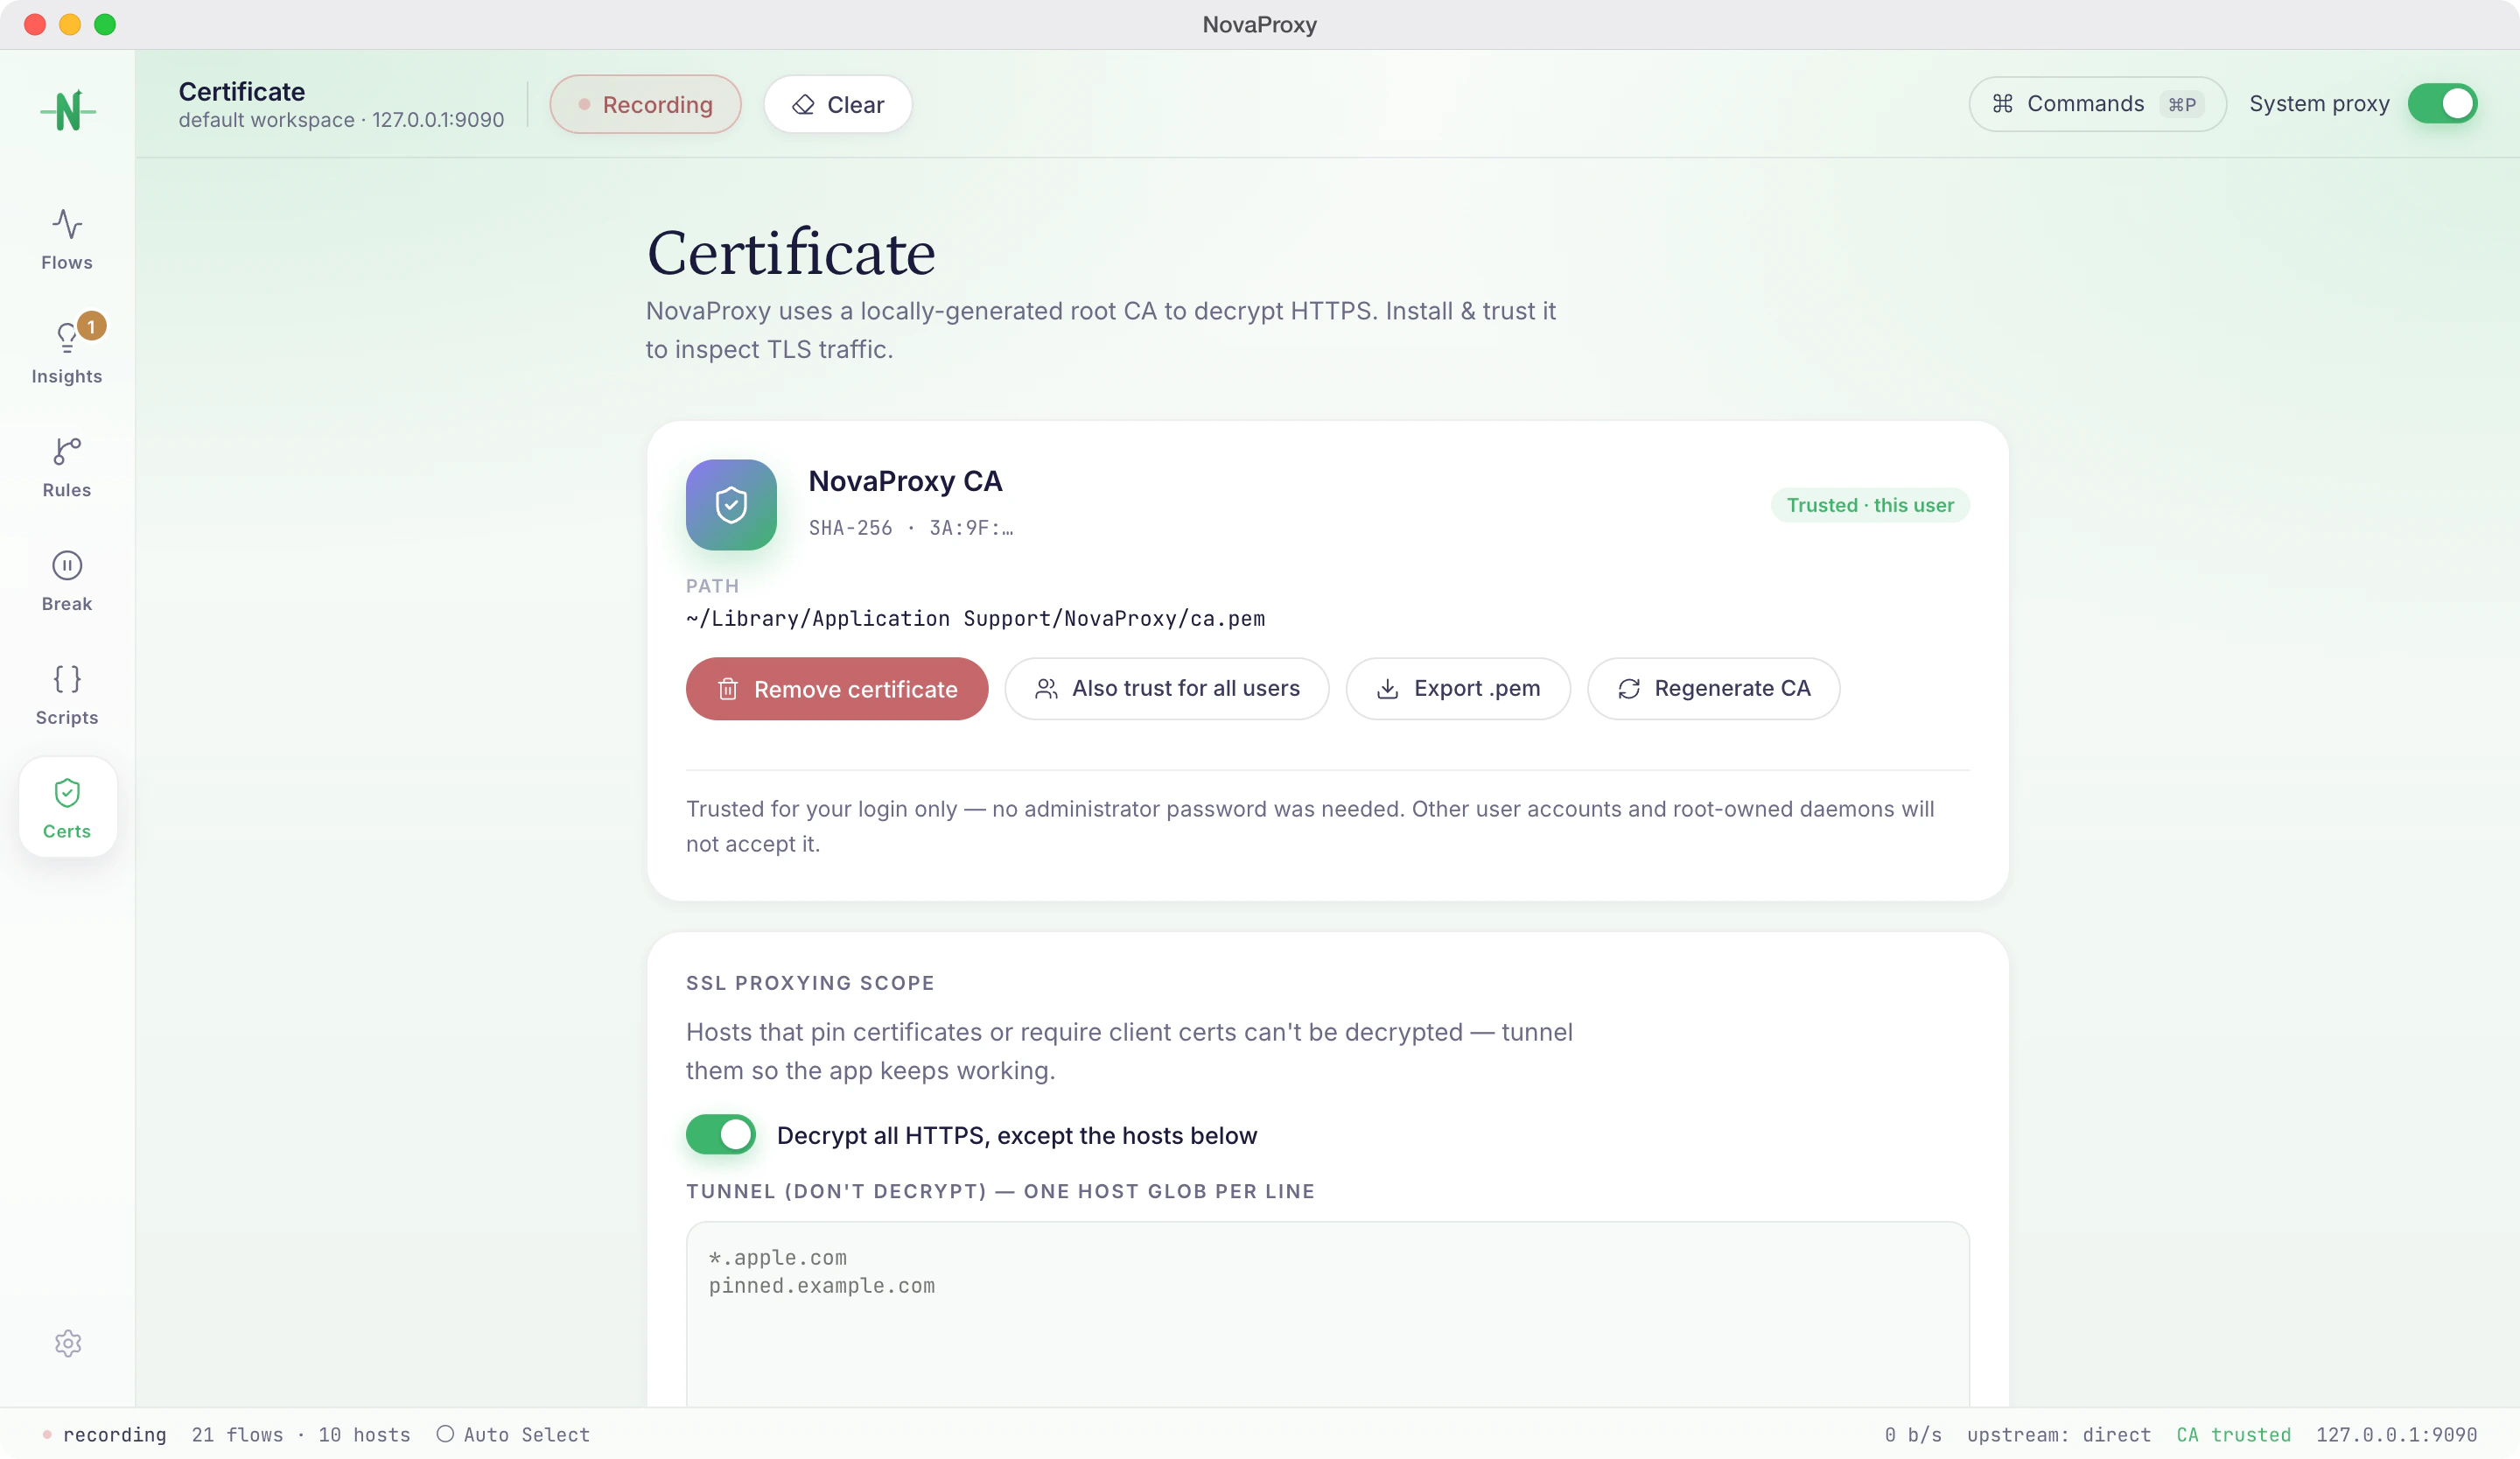 NovaProxy
Certificate
default workspace · 127.0.0.1:9090
Recording
Clear
Commands ⌘P
System proxy
Flows
1
Insights
Rules
Break
Scripts
Certs
Certificate
NovaProxy uses a locally-generated root CA to decrypt HTTPS. Install & trust it
to inspect TLS traffic.
NovaProxy CA
SHA-256 · 3A:9F:…
Trusted · this user
PATH
~/Library/Application Support/NovaProxy/ca.pem
Remove certificate
Also trust for all users
Export .pem
Regenerate CA
Trusted for your login only — no administrator password was needed. Other user accounts and root-owned daemons will
not accept it.
SSL PROXYING SCOPE
Hosts that pin certificates or require client certs can't be decrypted — tunnel
them so the app keeps working.
Decrypt all HTTPS, except the hosts below
TUNNEL (DON'T DECRYPT) — ONE HOST GLOB PER LINE
*.apple.com
pinned.example.com
recording 21 flows · 10 hosts Auto Select
0 b/s upstream: direct CA trusted 127.0.0.1:9090